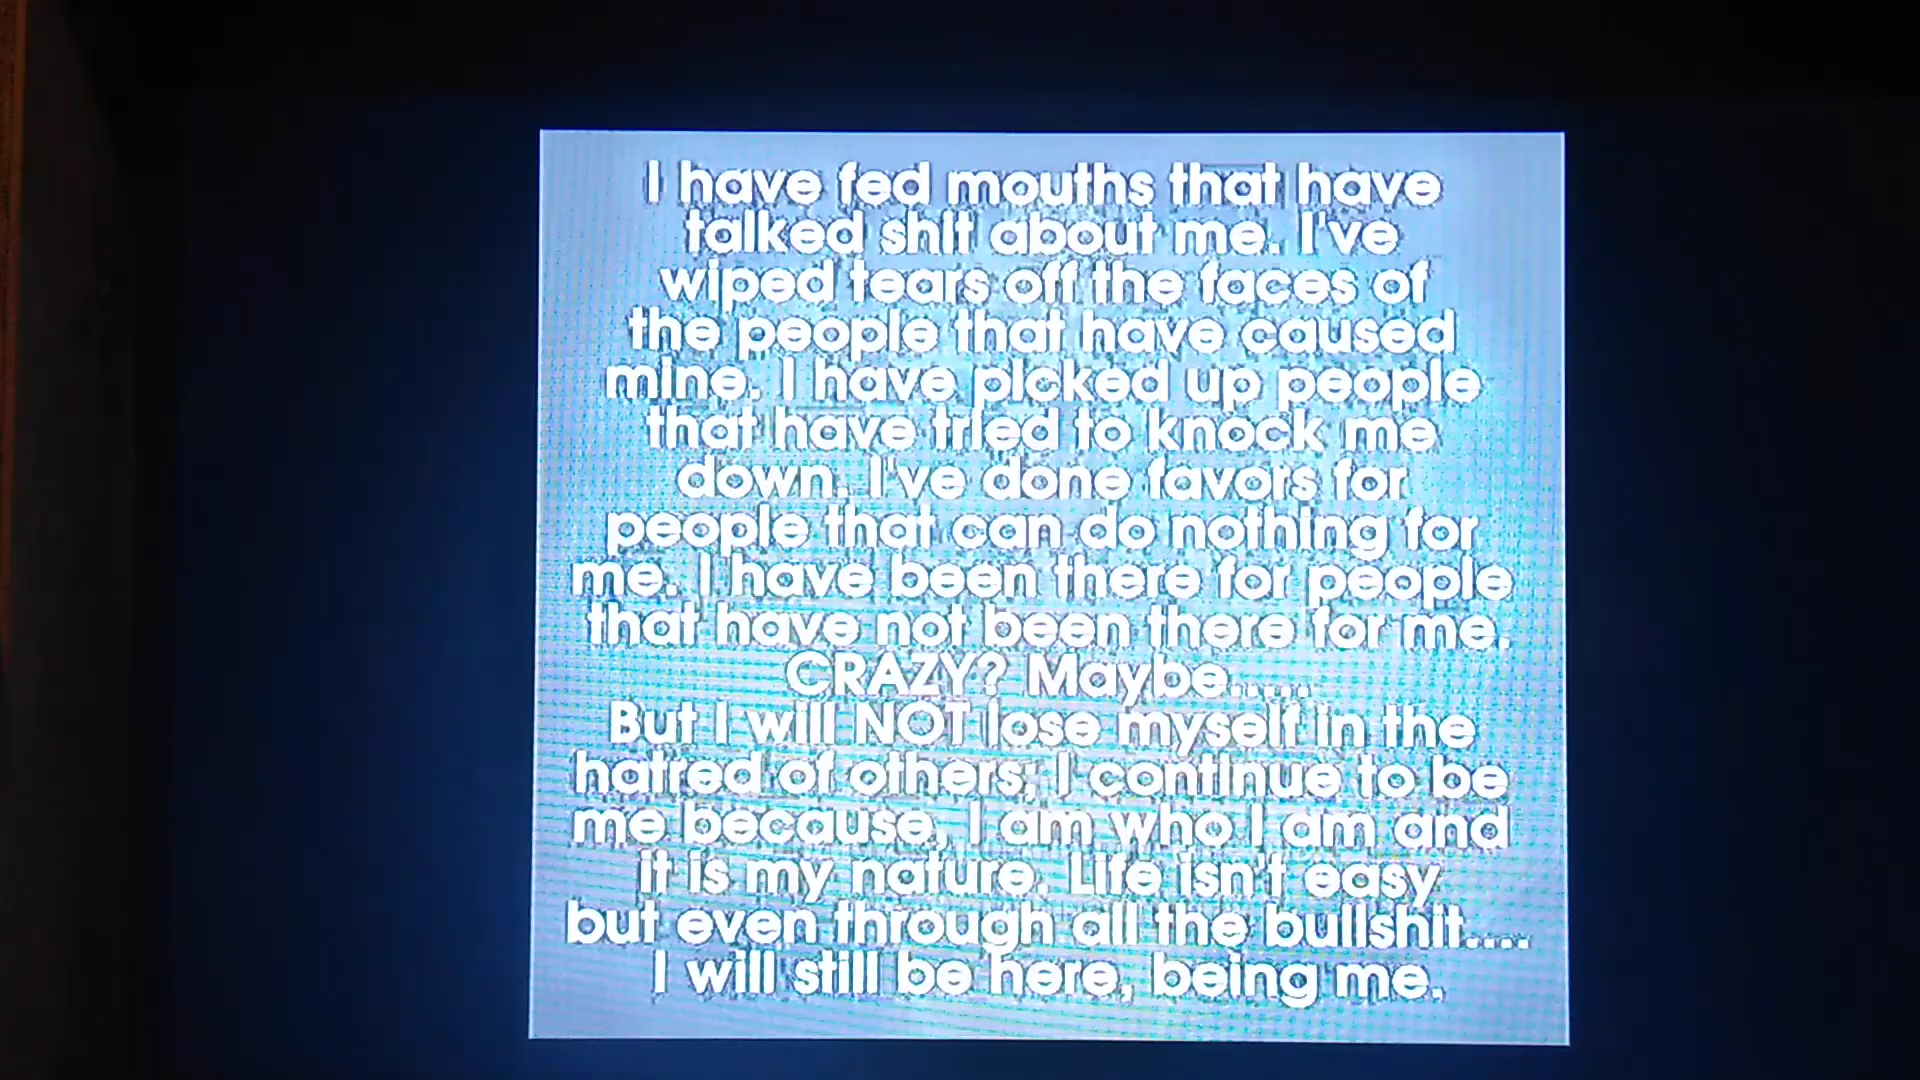 I have fed mouths that have
talked shit about me. I've
wiped tears off the faces of
the people that have caused
mine. I have picked up people
that have tried to knock me
down. I've done favors for
people that can do nothing for
me. I have been there for people
that have not been there for me.
CRAZY? Maybe.....
But I will NOT lose myself in the
hatred of others; I continue to be
me because, I am who I am and
it is my nature. Life isn't easy
but even through all the bullshit....
I will still be here, being me.